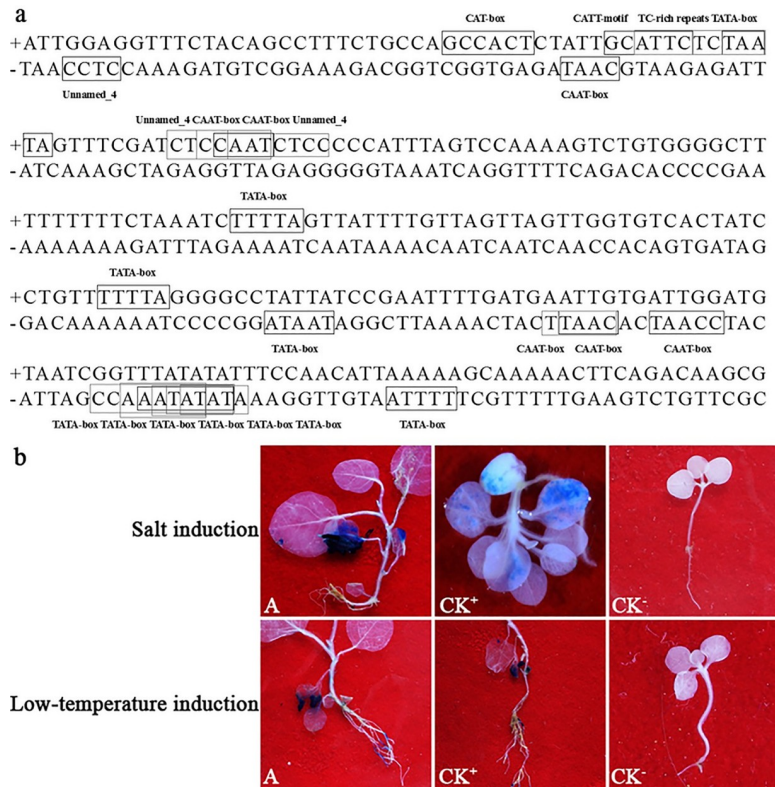 a
CAT-box CATT-motif TC-rich repeats TATA-box
+ATTGGAGGTTTCTACAGCCTTTCTGCCAGCCACTCTATTGCATTCTCTAA
-TAACCTCCAAAGATGTCGGAAAGACGGTCGGTGAGATAACGTAAGAGATT
Unnamed_4 CAAT-box
Unnamed_4 CAAT-box CAAT-box Unnamed_4
+TAGTTTCGATCTCCAATCTCCCCCATTTAGTCCAAAAGTCTGTGGGGCTT
-ATCAAAGCTAGAGGTTAGAGGGGGTAAATCAGGTTTTCAGACACCCCGAA
TATA-box
+TTTTTTTCTAAATCTTTTAGTTATTTTGTTAGTTAGTTGGTGTCACTATC
-AAAAAAAGATTTAGAAAATCAATAAAACAATCAATCAACCACAGTGATAG
TATA-box
+CTGTTTTTTAGGGGCCTATTATCCGAATTTTGATGAATTGTGATTGGATG
-GACAAAAAATCCCCGGATAATAGGCTTAAAACTACTTAACACTAACCTAC
TATA-box CAAT-box CAAT-box CAAT-box
+TAATCGGTTTATATATTTCCAACATTAAAAAGCAAAAACTTCAGACAAGCG
-ATTAGCCAAATATATAAAGGTTGTAATTTTTCGTTTTTGAAGTCTGTTCGC
TATA-box TATA-box TATA-box TATA-box TATA-box TATA-box TATA-box
b
Salt induction
A CK+ CK-
Low-temperature induction
A CK+ CK-